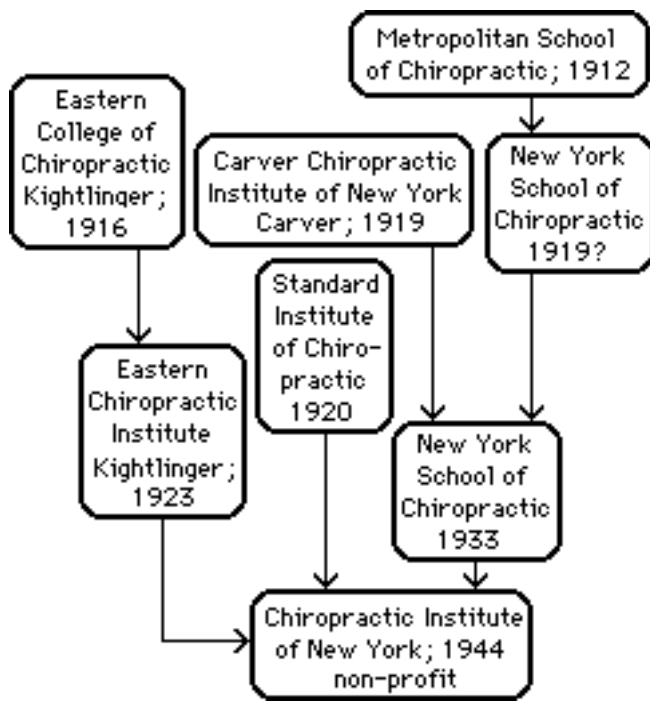 Metropolitan School
of Chiropractic; 1912
Eastern
College of
Chiropractic
Kightlinger;
1916
Carver Chiropractic
Institute of New York
Carver; 1919
New York
School of
Chiropractic
1919?
Standard
Institute
of Chiro-
practic
1920
Eastern
Chiropractic
Institute
Kightlinger;
1923
New York
School of
Chiropractic
1933
Chiropractic Institute
of New York; 1944
non-profit